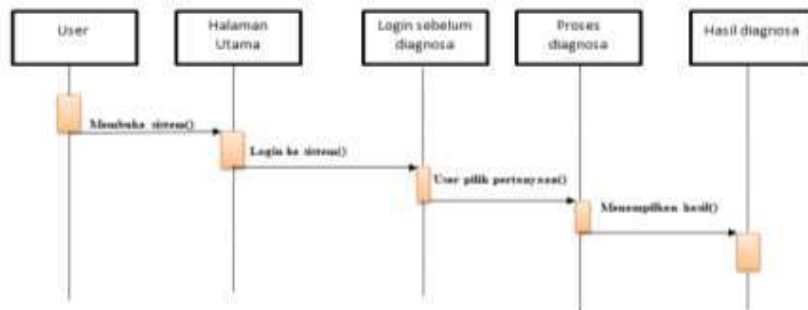 User
Halaman
Utama
Login sebelum
diagnosa
Proses
diagnosa
Hasil diagnosa
Membuka sistem()
Login ke sistem()
User pilih pertanyaan()
Menampilkan hasil()